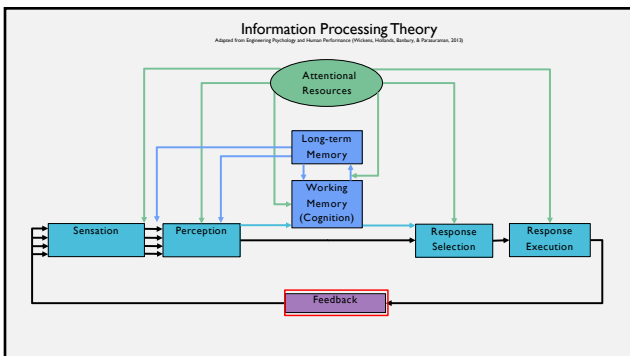 Information Processing Theory
Adapted from Engineering Psychology and Human Performance (Wickens, Hollands, Banbury, & Parasuraman, 2013)
Attentional
Resources
Long-term
Memory
Working
Memory
(Cognition)
Sensation
Perception
Response
Selection
Response
Execution
Feedback